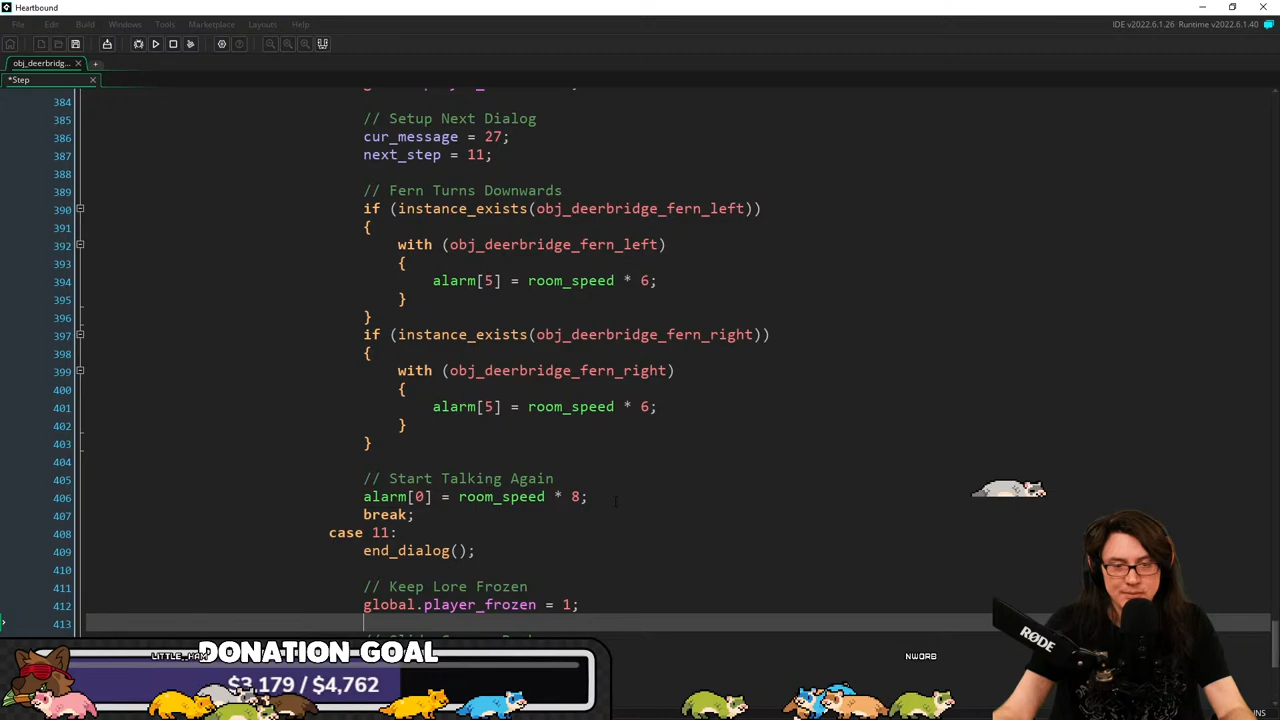 Heartbound
File Edit Build Windows Tools Marketplace Layouts Help
IDE v2022.6.1.26 Runtime v2022.6.1.40
obj_deerbridg...
*Step
384
385 // Setup Next Dialog
386 cur_message = 27;
387 next_step = 11;
388
389 // Fern Turns Downwards
390 if (instance_exists(obj_deerbridge_fern_left))
391 {
392 with (obj_deerbridge_fern_left)
393 {
394 alarm[5] = room_speed * 6;
395 }
396 }
397 if (instance_exists(obj_deerbridge_fern_right))
398 {
399 with (obj_deerbridge_fern_right)
400 {
401 alarm[5] = room_speed * 6;
402 }
403 }
404
405 // Start Talking Again
406 alarm[0] = room_speed * 8;
407 break;
408 case 11:
409 end_dialog();
410
411 // Keep Lore Frozen
412 global.player_frozen = 1;
413
RØDE
DONATION GOAL
LITTLE_HAM
NWORB
$3,179 / $4,762